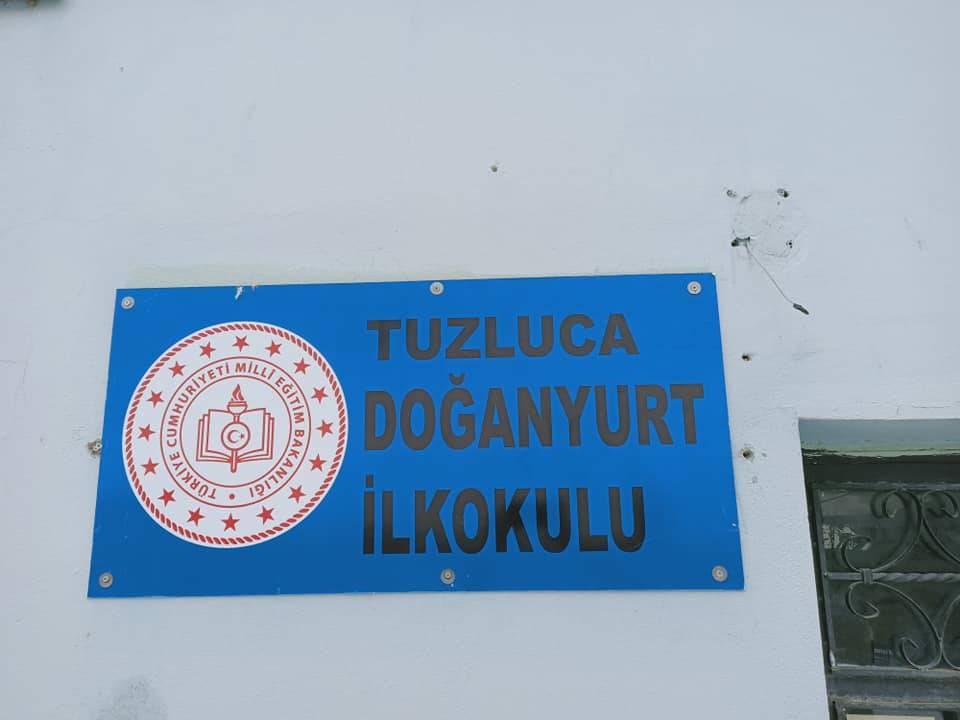 TÜRKİYE CUMHURİYETİ MİLLİ EĞİTİM BAKANLIĞI
TUZLUCA
DOĞANYURT
İLKOKULU